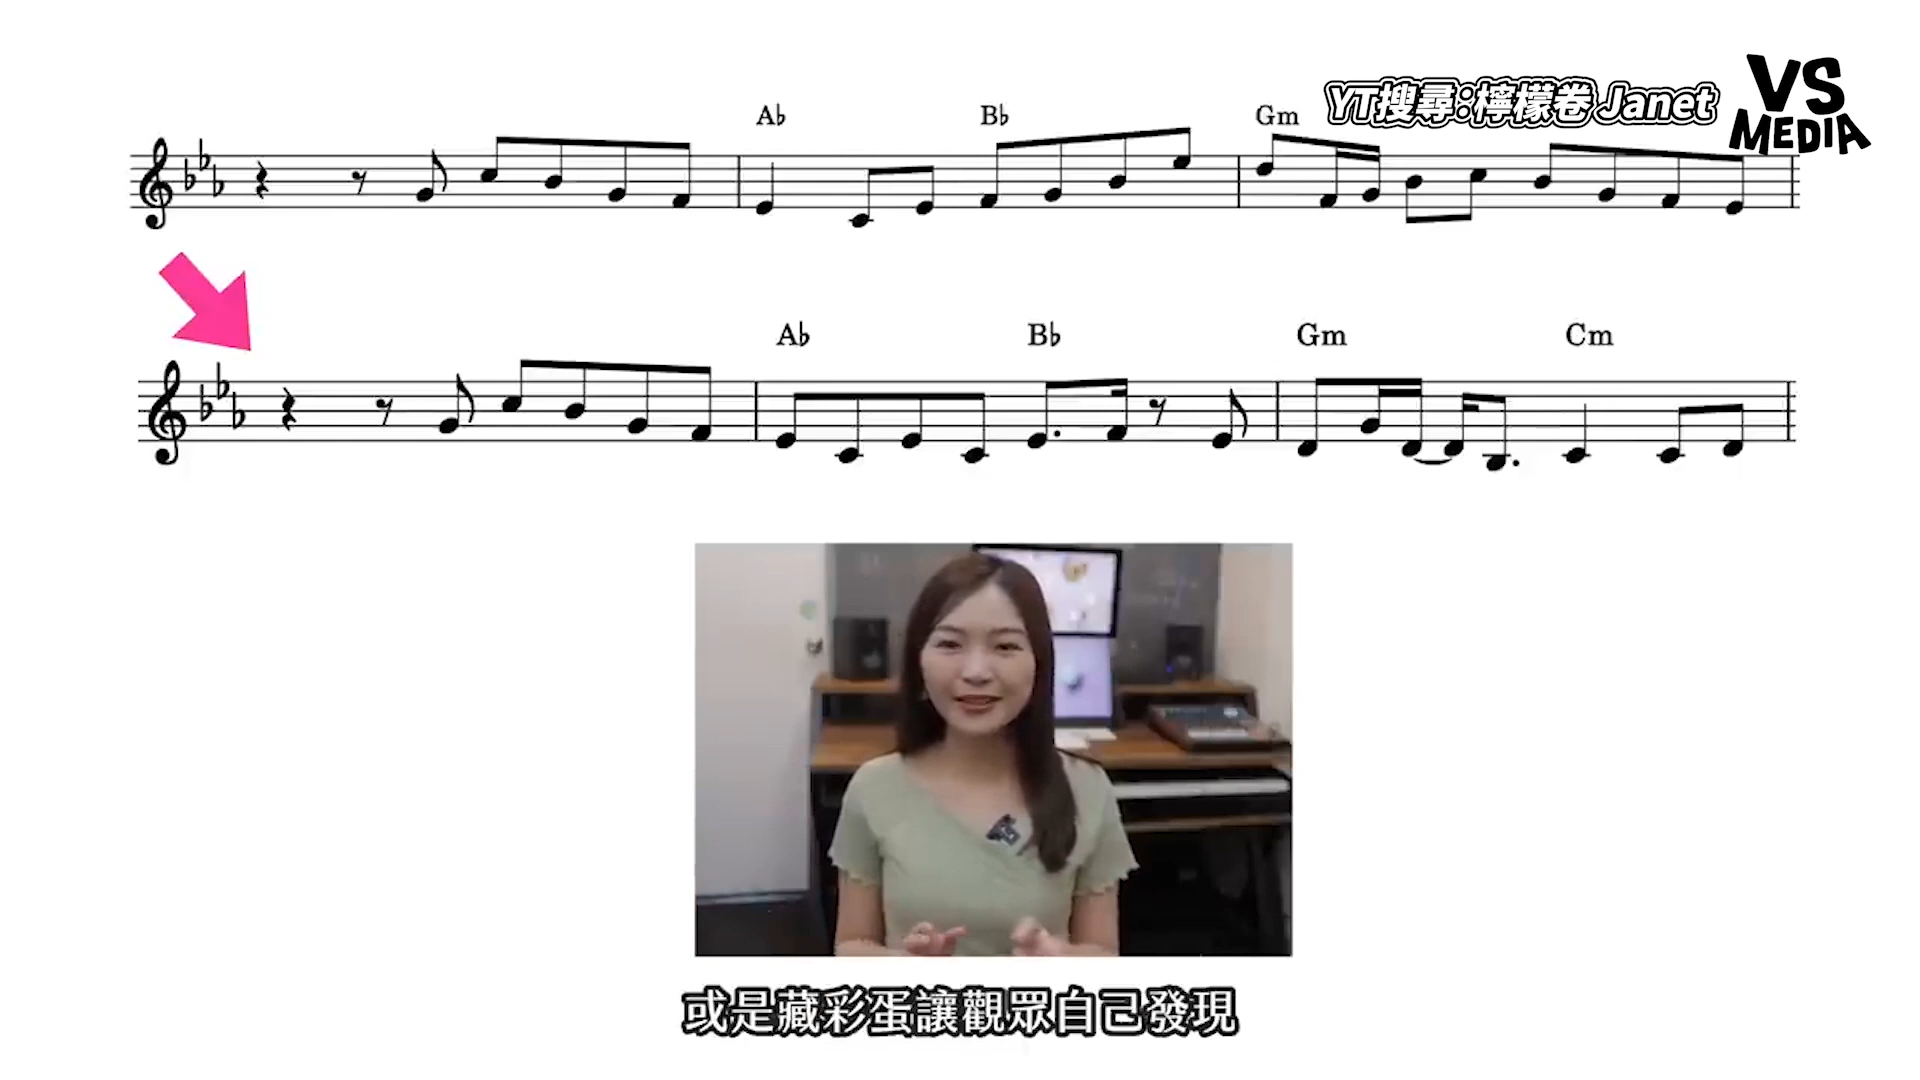 YT搜尋:檸檬卷 Janet
VS
MEDIA
A♭ B♭ Gm
A♭ B♭ Gm Cm
或是藏彩蛋讓觀眾自己發現